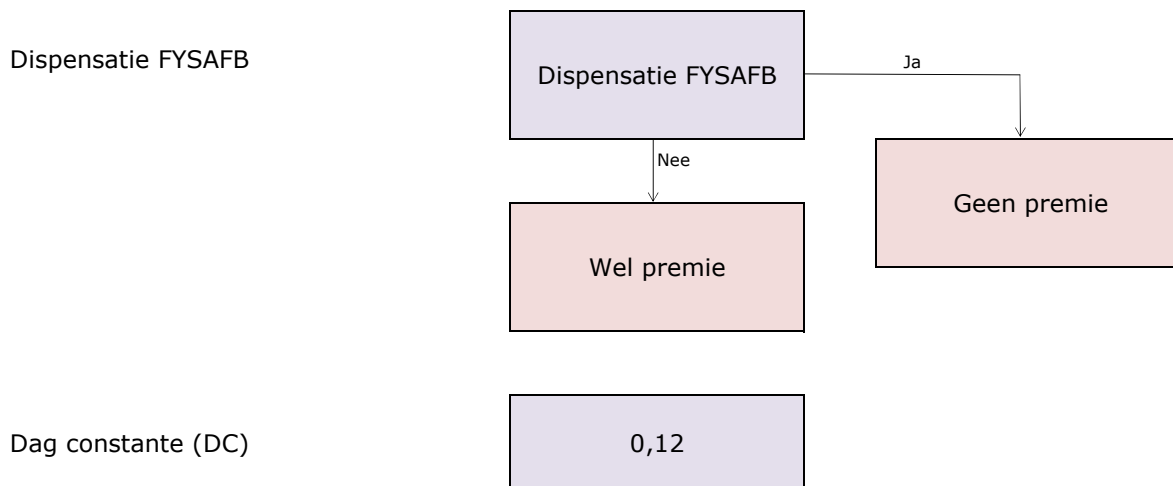 Dispensatie FYSAFB
Dispensatie FYSAFB
Ja
Nee
Geen premie
Wel premie
Dag constante (DC)
0,12